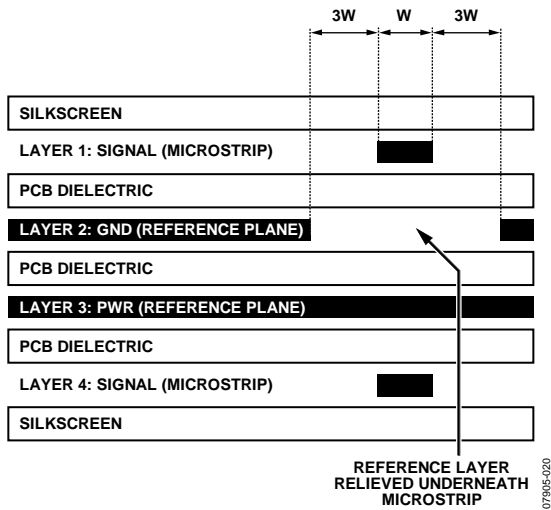 3W W 3W
SILKSCREEN
LAYER 1: SIGNAL (MICROSTRIP)
PCB DIELECTRIC
LAYER 2: GND (REFERENCE PLANE)
PCB DIELECTRIC
LAYER 3: PWR (REFERENCE PLANE)
PCB DIELECTRIC
LAYER 4: SIGNAL (MICROSTRIP)
SILKSCREEN
REFERENCE LAYER
RELIEVED UNDERNEATH
MICROSTRIP
07905-020